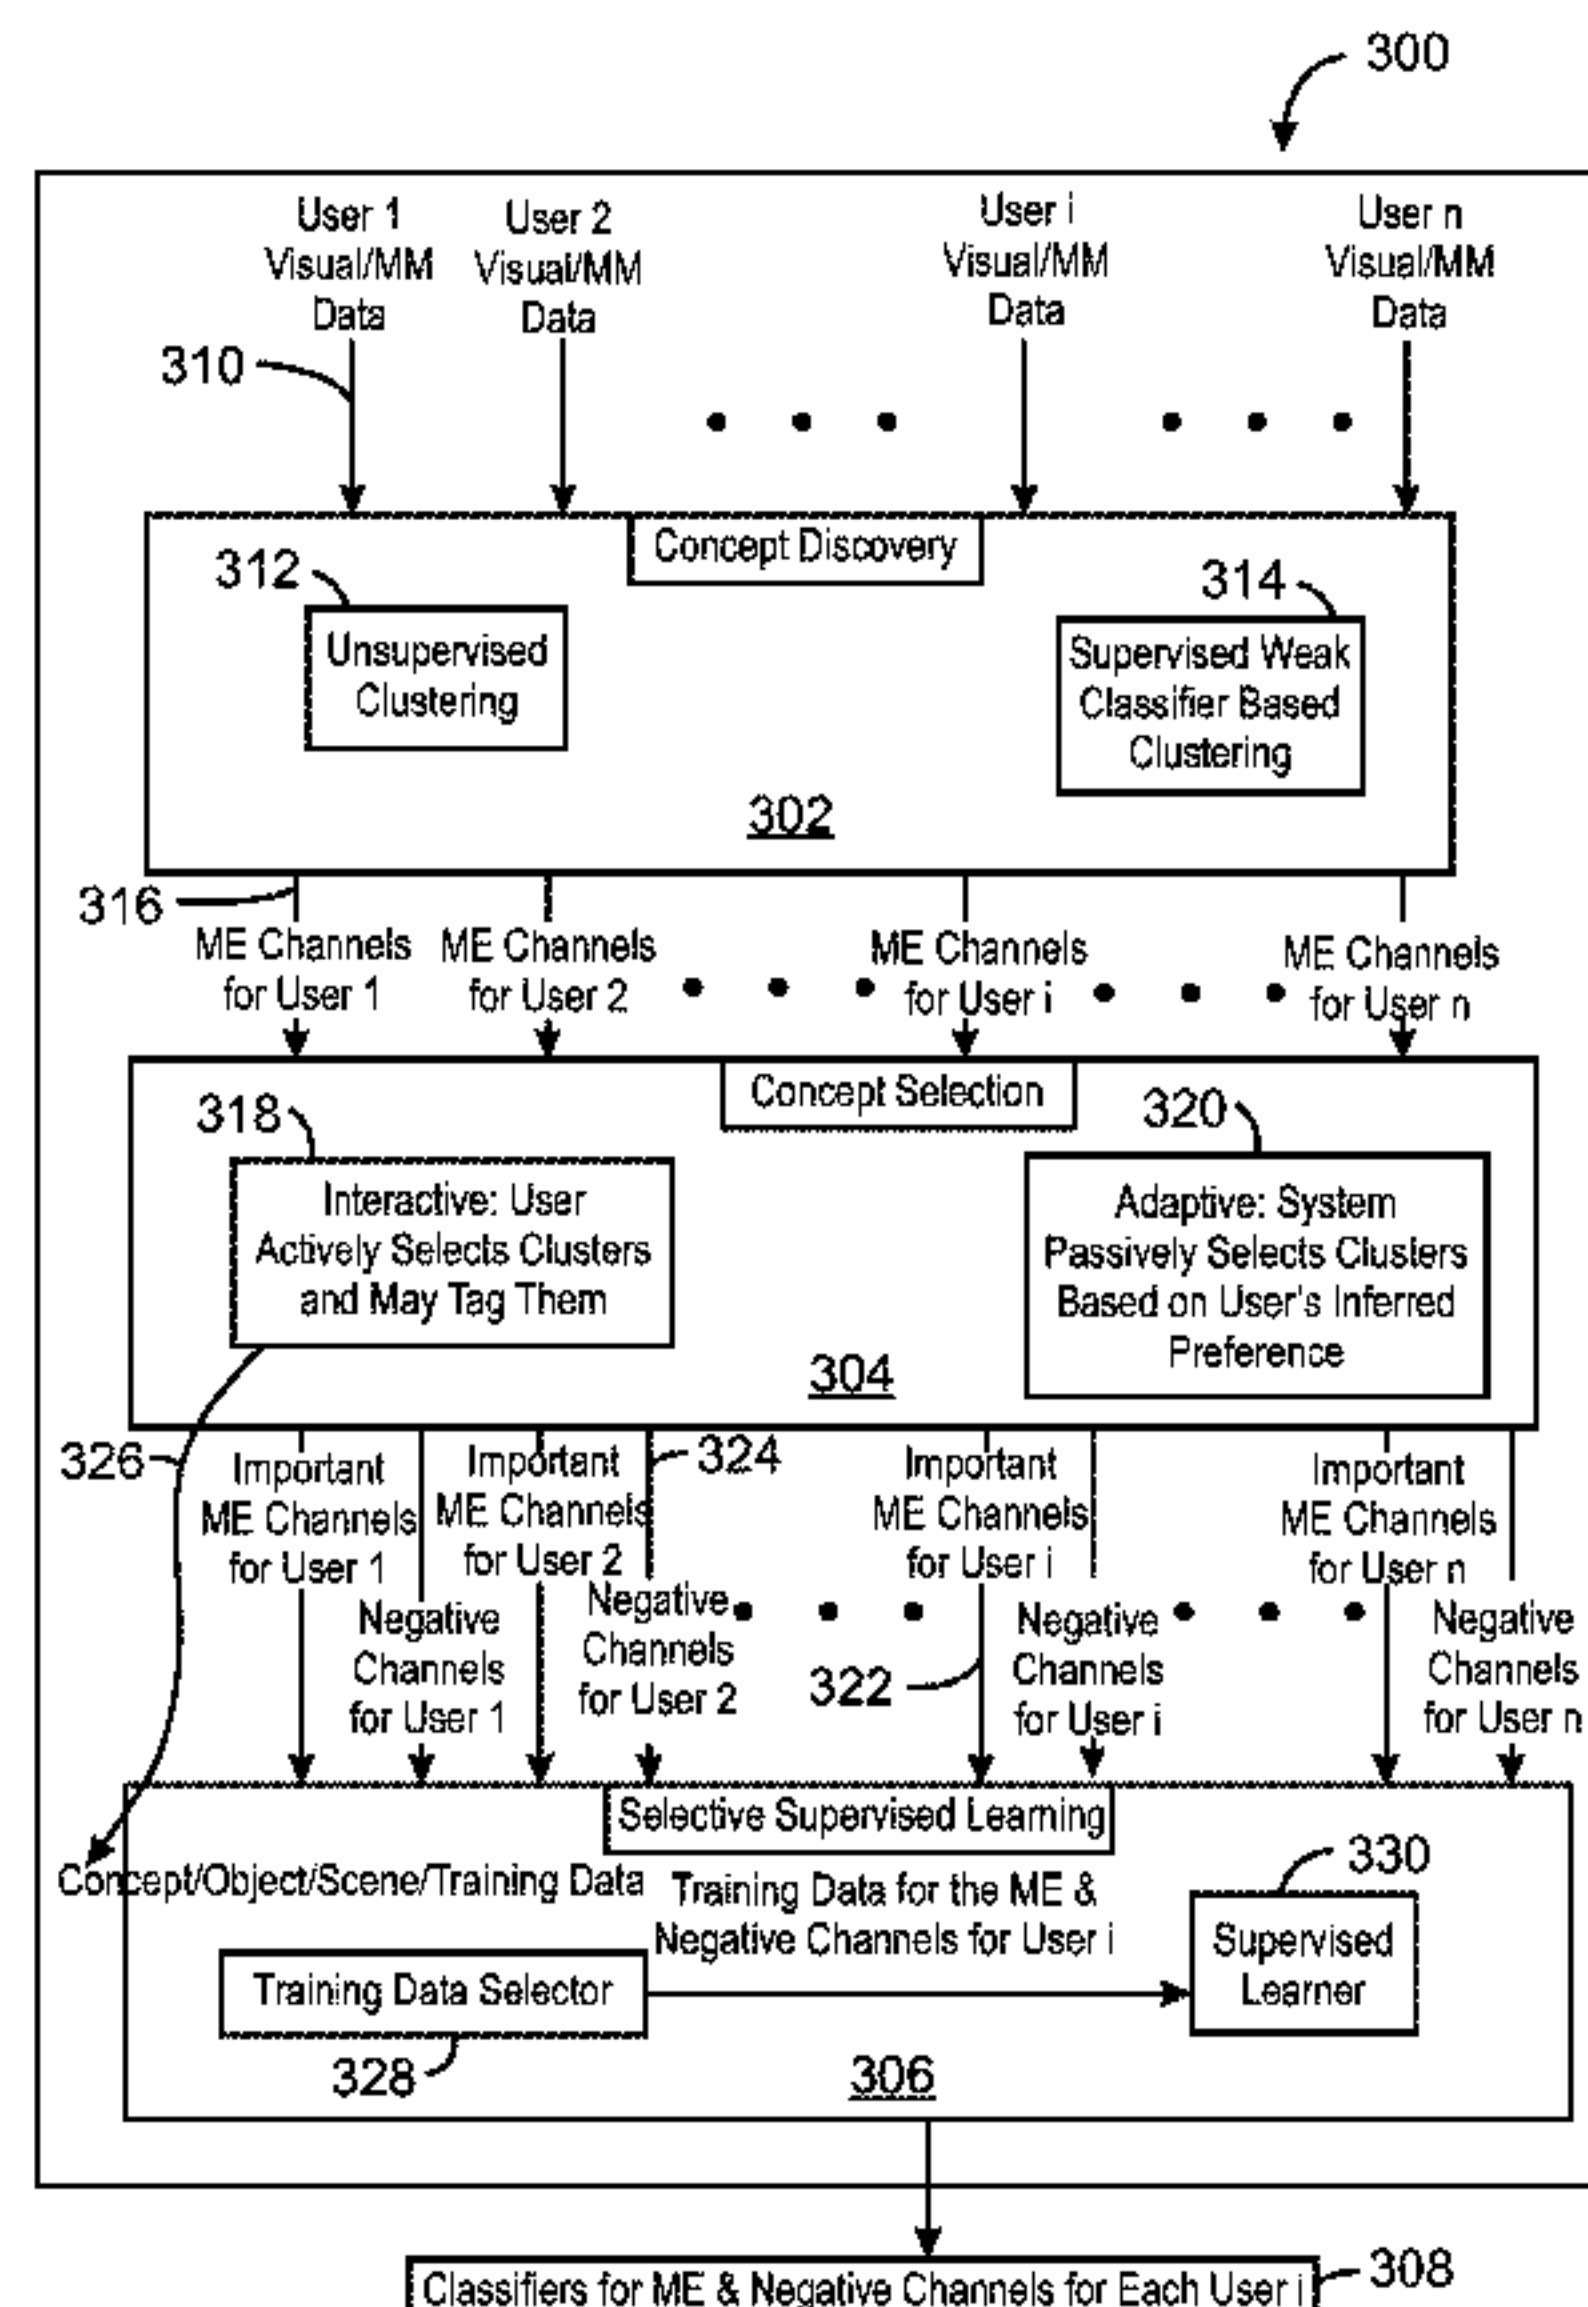 300
User 1
Visual/MM
Data
User 2
Visual/MM
Data
User i
Visual/MM
Data
User n
Visual/MM
Data
310
Concept Discovery
312
Unsupervised
Clustering
314
Supervised Weak
Classifier Based
Clustering
302
316
ME Channels
for User 1
ME Channels
for User 2
ME Channels
for User i
ME Channels
for User n
Concept Selection
318
Interactive: User
Actively Selects Clusters
and May Tag Them
320
Adaptive: System
Passively Selects Clusters
Based on User's Inferred
Preference
304
326
Important
ME Channels
for User 1
Negative
Channels
for User 1
Important
ME Channels
for User 2
324
Negative
Channels
for User 2
Important
ME Channels
for User i
322
Negative
Channels
for User i
Important
ME Channels
for User n
Negative
Channels
for User n
Selective Supervised Learning
Concept/Object/Scene/Training Data
Training Data for the ME &
Negative Channels for User i
330
Supervised
Learner
Training Data Selector
328
306
Classifiers for ME & Negative Channels for Each User i
308